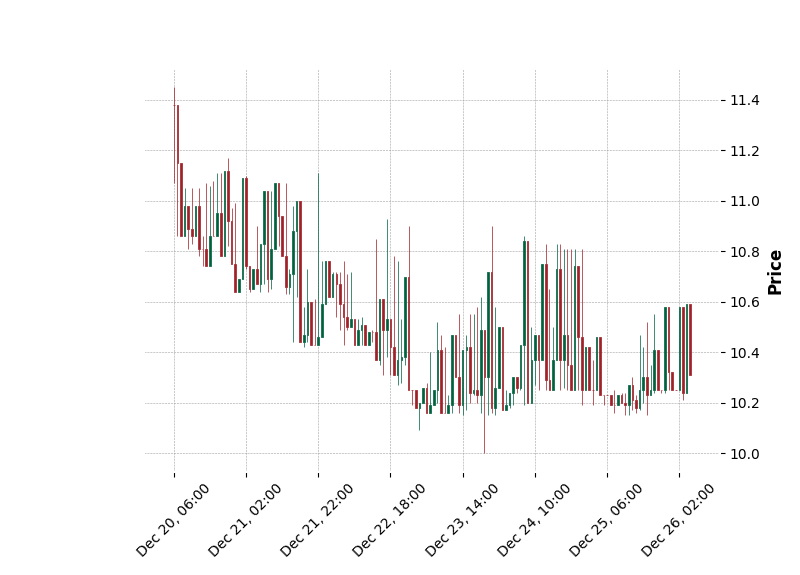 11.4
11.2
11.0
10.8
10.6
10.4
10.2
10.0
Price
Dec 20, 06:00
Dec 21, 02:00
Dec 21, 22:00
Dec 22, 18:00
Dec 23, 14:00
Dec 24, 10:00
Dec 25, 06:00
Dec 26, 02:00